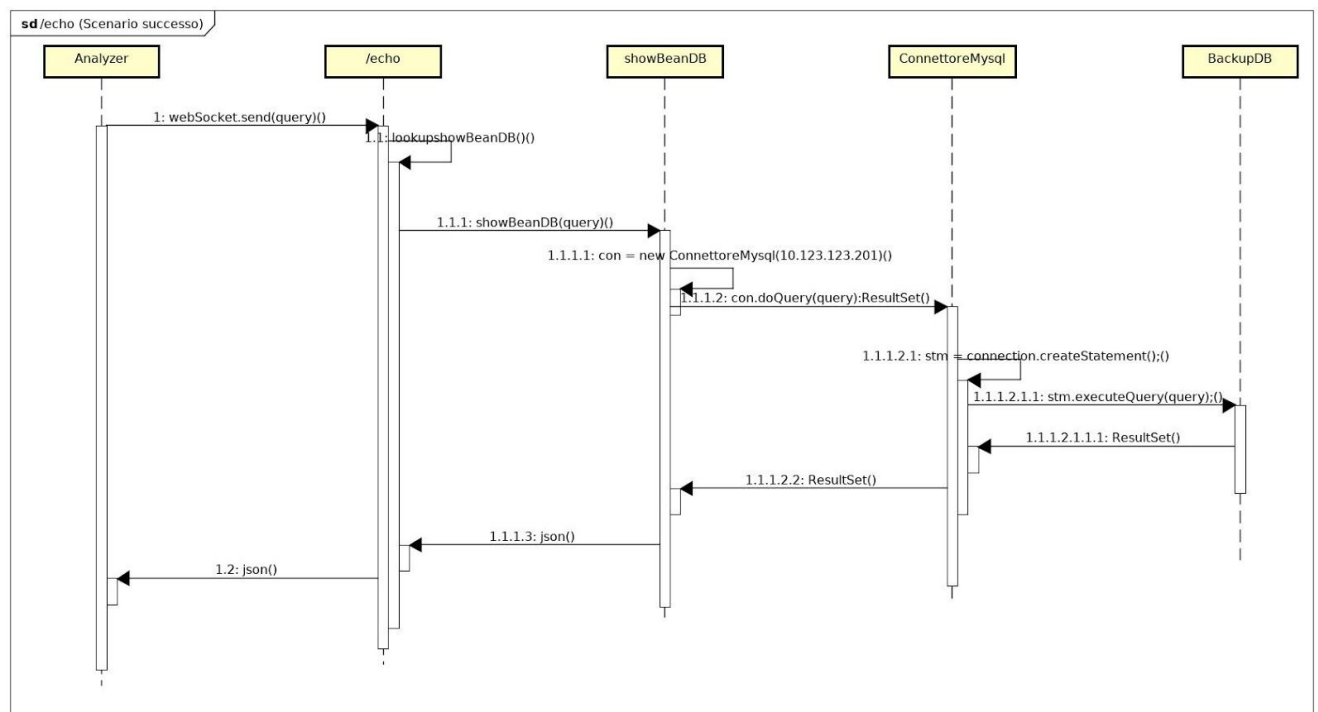 sd /echo (Scenario successo)
Analyzer
/echo
showBeanDB
ConnettoreMysql
BackupDB
1: webSocket.send(query)()
1.1: lookupshowBeanDB()()
1.1.1: showBeanDB(query)()
1.1.1.1: con = new ConnettoreMysql(10.123.123.201)()
1.1.1.2: con.doQuery(query):ResultSet()
1.1.1.2.1: stm = connection.createStatement();()
1.1.1.2.1.1: stm.executeQuery(query);()
1.1.1.2.1.1.1: ResultSet()
1.1.1.2.2: ResultSet()
1.1.1.3: json()
1.2: json()